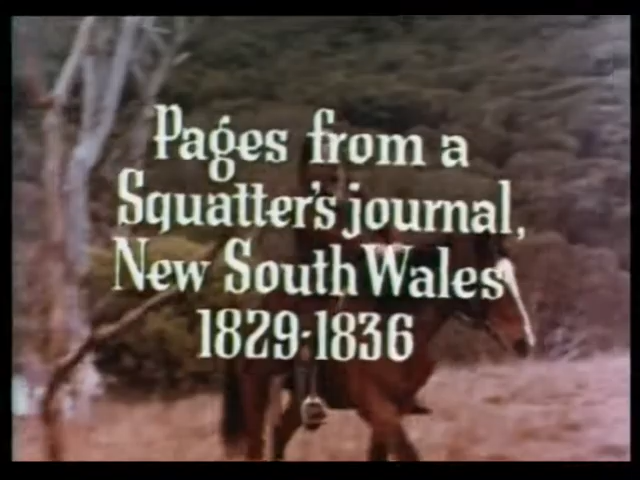 Pages from a
Squatter's journal,
New South Wales
1829-1836